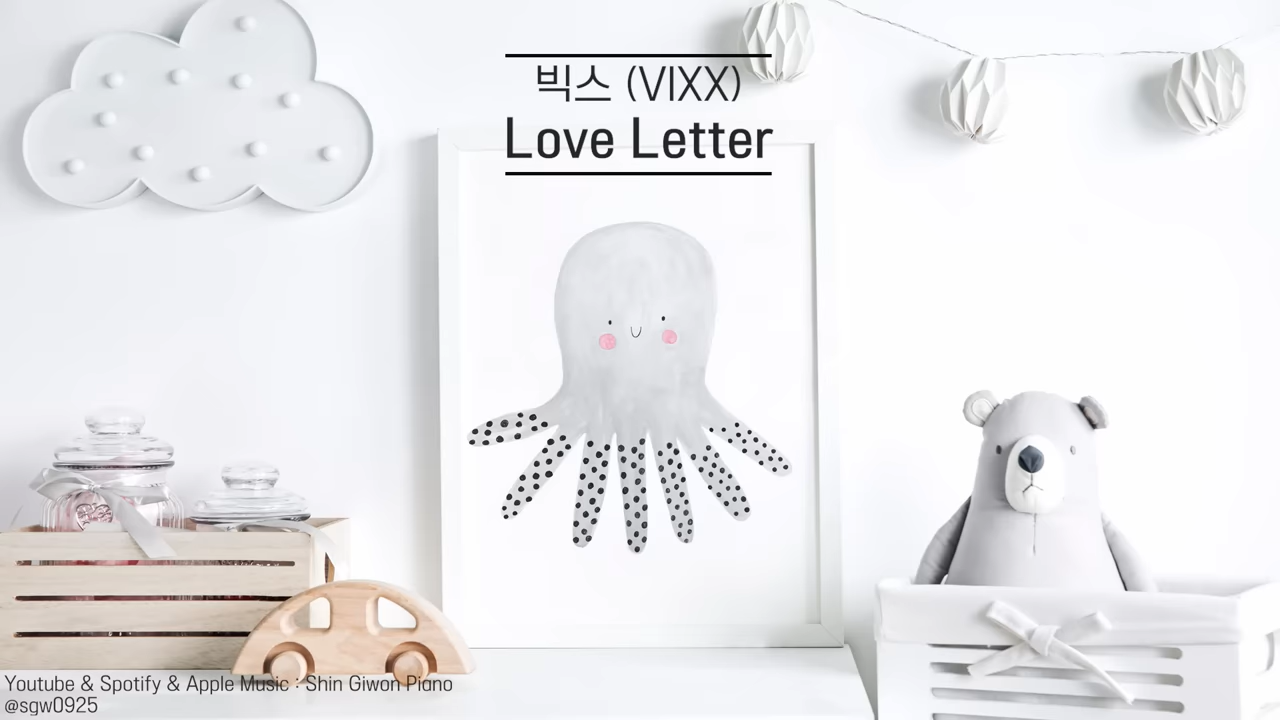 빅스 (VIXX)
Love Letter
Youtube & Spotify & Apple Music : Shin Giwon Piano
@sgw0925